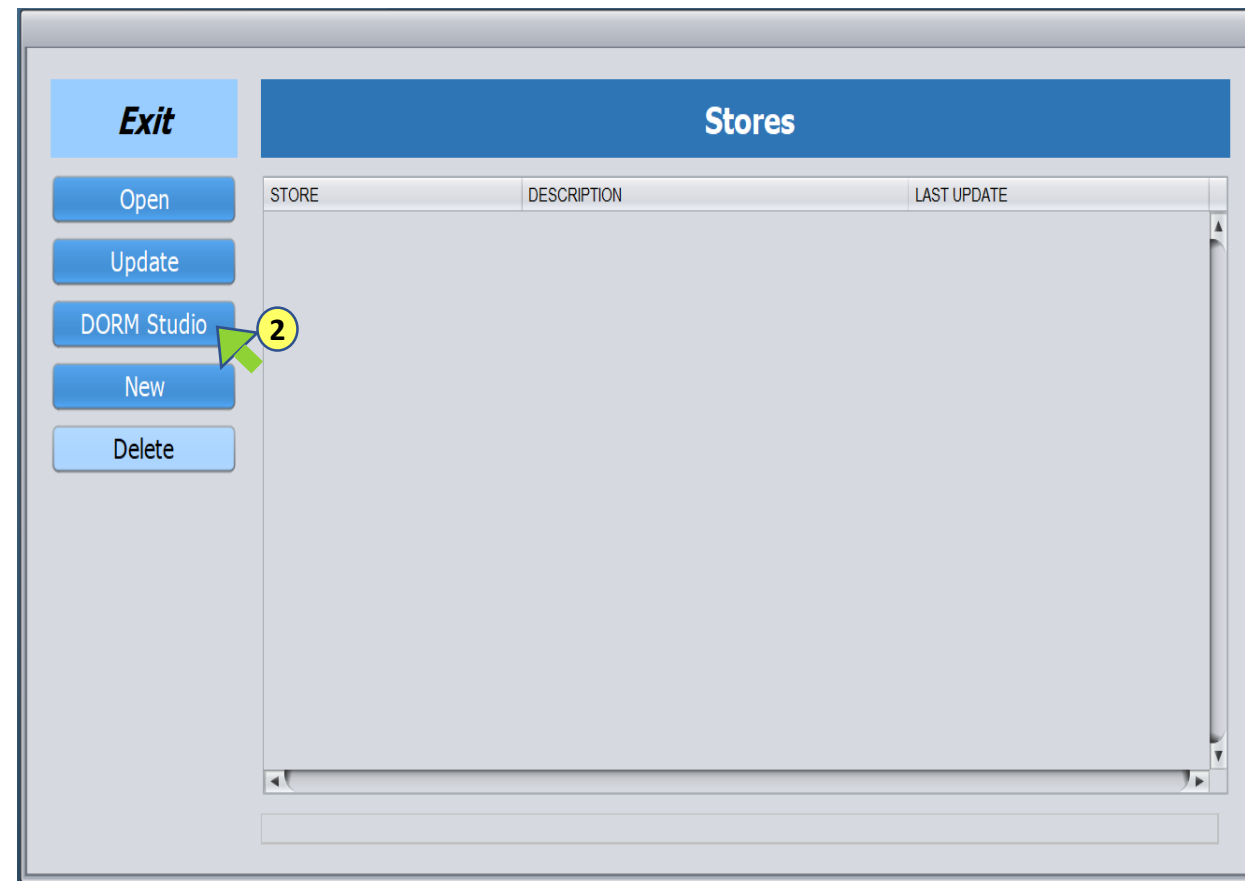 Exit
Stores
Open
Update
DORM Studio
New
Delete
STORE DESCRIPTION LAST UPDATE
2